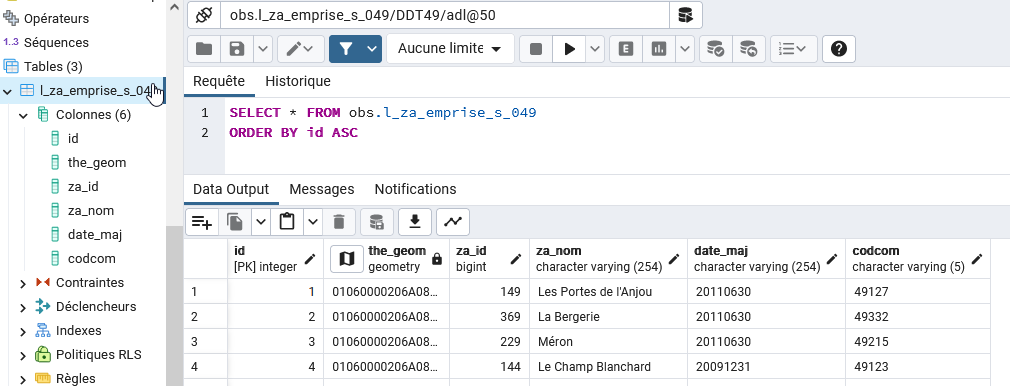 Opérateurs
1.3 Séquences
Tables (3)
l_za_emprise_s_049
Colonnes (6)
id
the_geom
za_id
za_nom
date_maj
codcom
Contraintes
Déclencheurs
Indexes
Politiques RLS
Règles
obs.l_za_emprise_s_049/DDT49/adl@50
Aucune limite
E
Requête Historique
1 SELECT * FROM obs.l_za_emprise_s_049
2 ORDER BY id ASC
Data Output Messages Notifications
id the_geom za_id za_nom date_maj codcom
[PK] integer geometry bigint character varying (254) character varying (254) character varying (5)
1 1 01060000206A08... 149 Les Portes de l'Anjou 20110630 49127
2 2 01060000206A08... 369 La Bergerie 20110630 49332
3 3 01060000206A08... 229 Méron 20110630 49215
4 4 01060000206A08... 144 Le Champ Blanchard 20091231 49123